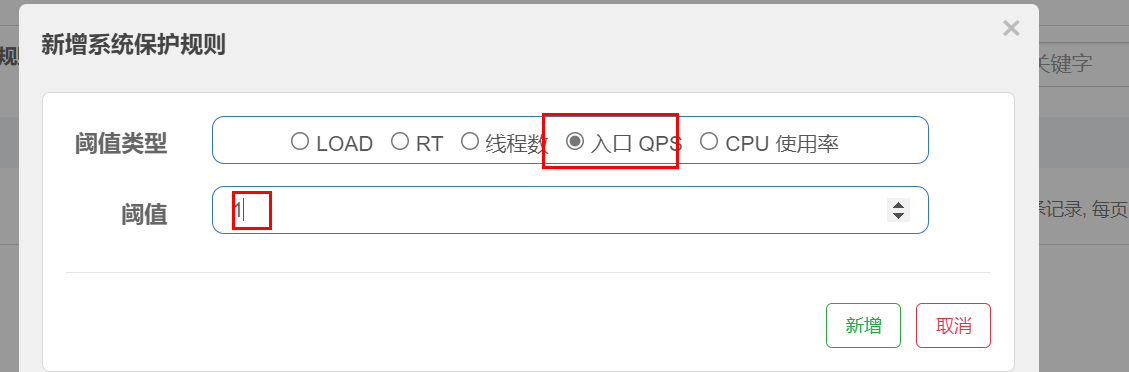 新增系统保护规则
×
关键字
阈值类型 LOAD RT 线程数 入口 QPS CPU 使用率
阈值 1
条记录, 每页
新增 取消